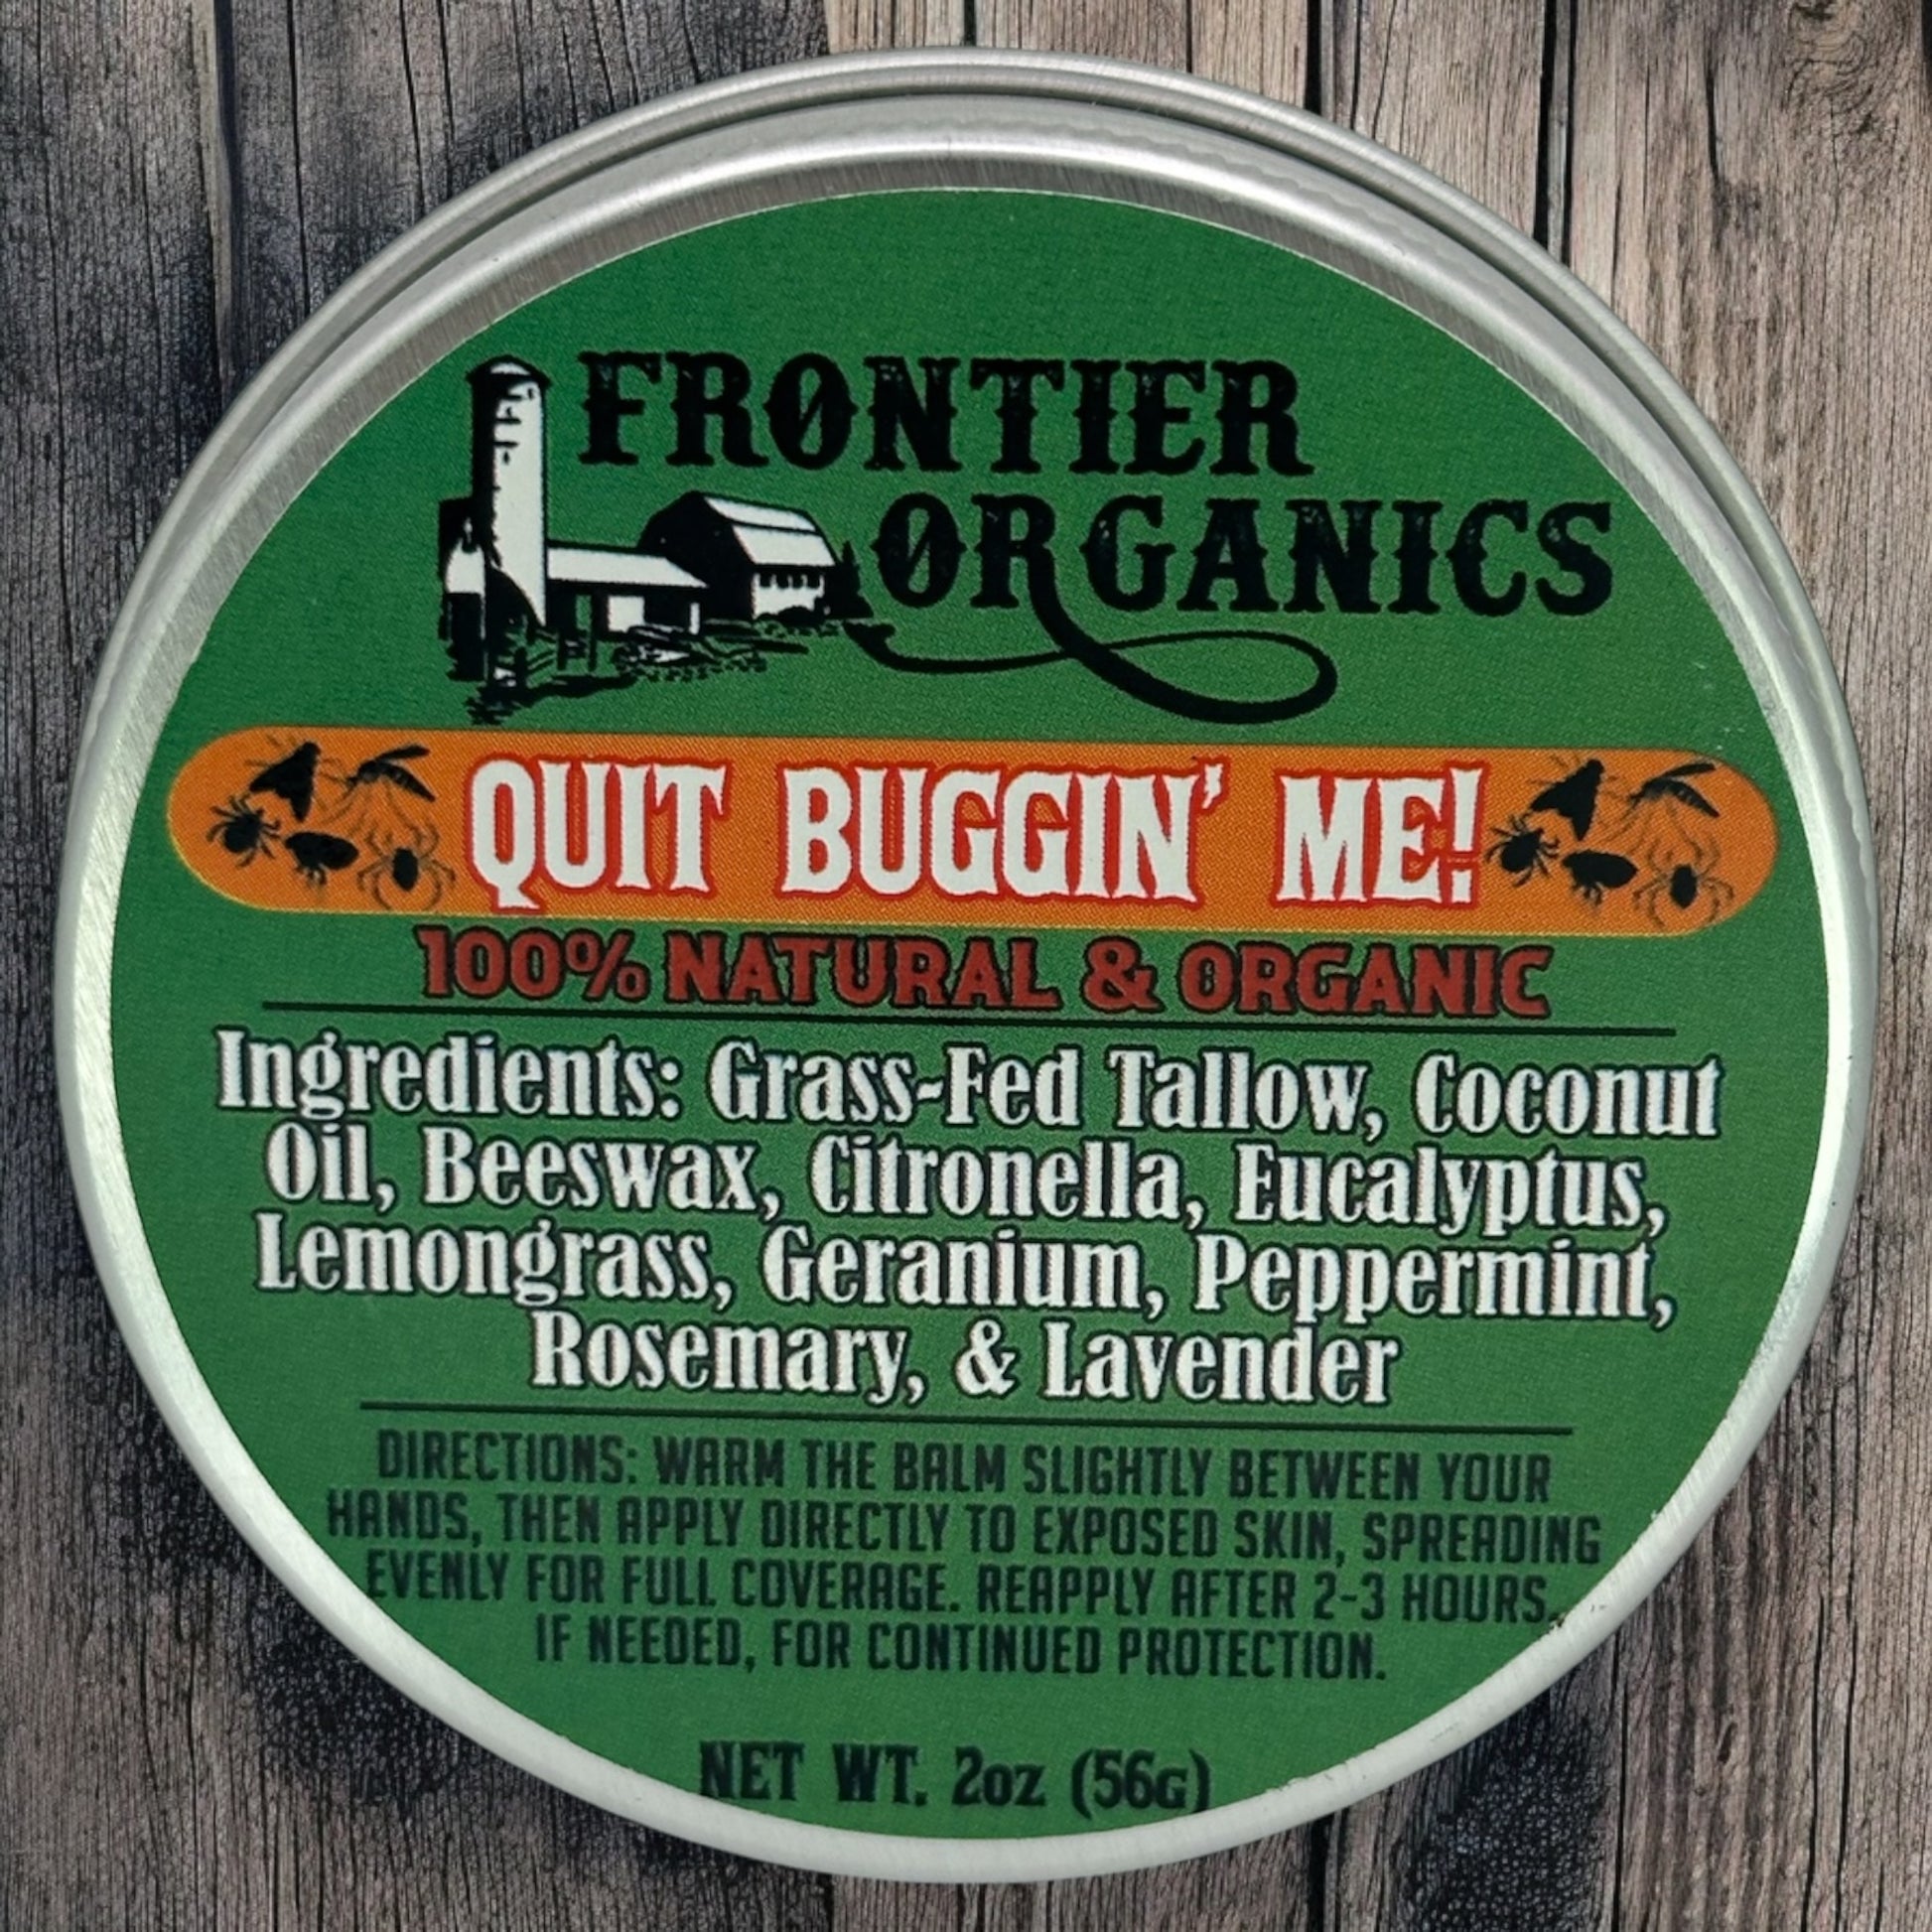 FRONTIER
ORGANICS
QUIT BUGGIN' ME!
100% NATURAL & ORGANIC
Ingredients: Grass-Fed Tallow, Coconut
Oil, Beeswax, Citronella, Eucalyptus,
Lemongrass, Geranium, Peppermint,
Rosemary, & Lavender
DIRECTIONS: WARM THE BALM SLIGHTLY BETWEEN YOUR
HANDS, THEN APPLY DIRECTLY TO EXPOSED SKIN, SPREADING
EVENLY FOR FULL COVERAGE. REAPPLY AFTER 2-3 HOURS,
IF NEEDED, FOR CONTINUED PROTECTION.
NET WT. 2oz (56G)